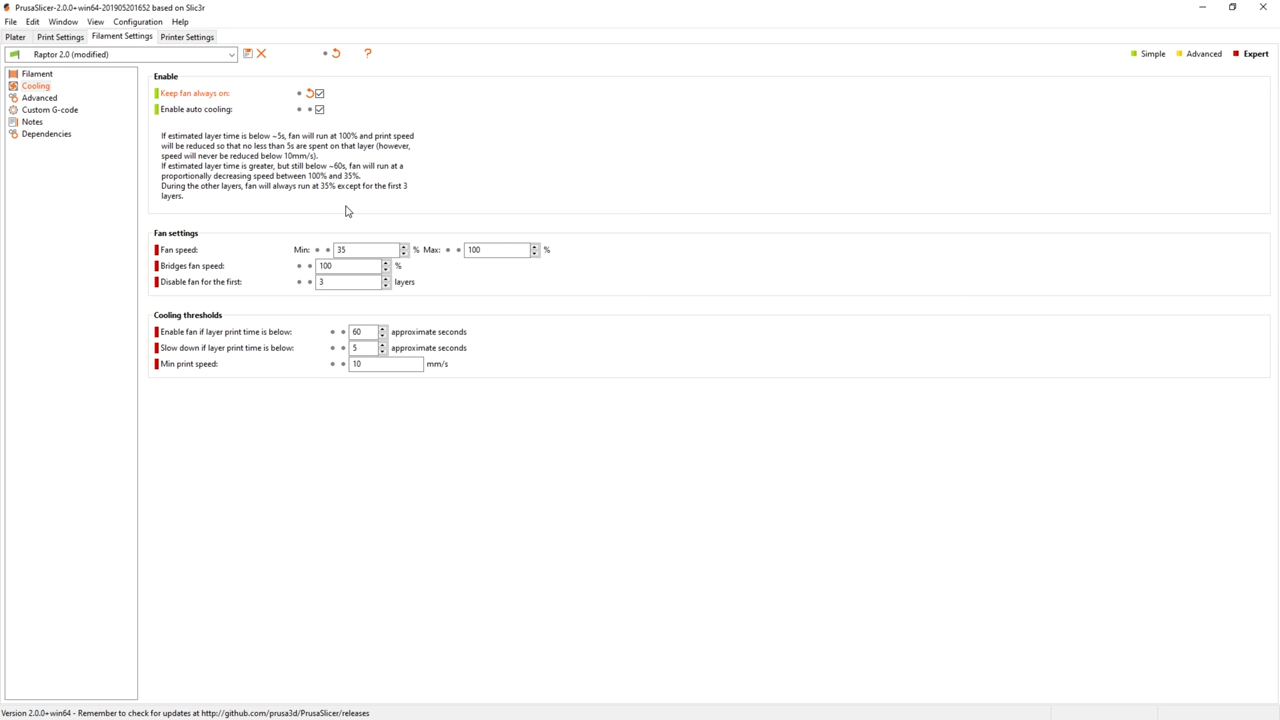 PrusaSlicer-2.0.0+win64-201905201652 based on Slic3r
File Edit Window View Configuration Help
Plater Print Settings Filament Settings Printer Settings
Raptor 2.0 (modified) ? Simple Advanced Expert
Filament
Cooling
Advanced
Custom G-code
Notes
Dependencies
Enable
Keep fan always on:
Enable auto cooling:
If estimated layer time is below ~5s, fan will run at 100% and print speed
will be reduced so that no less than 5s are spent on that layer (however,
speed will never be reduced below 10mm/s).
If estimated layer time is greater, but still below ~60s, fan will run at a
proportionally decreasing speed between 100% and 35%.
During the other layers, fan will always run at 35% except for the first 3
layers.
Fan settings
Fan speed: Min: 35 % Max: 100 %
Bridges fan speed: 100 %
Disable fan for the first: 3 layers
Cooling thresholds
Enable fan if layer print time is below: 60 approximate seconds
Slow down if layer print time is below: 5 approximate seconds
Min print speed: 10 mm/s
Version 2.0.0+win64 - Remember to check for updates at http://github.com/prusa3d/PrusaSlicer/releases